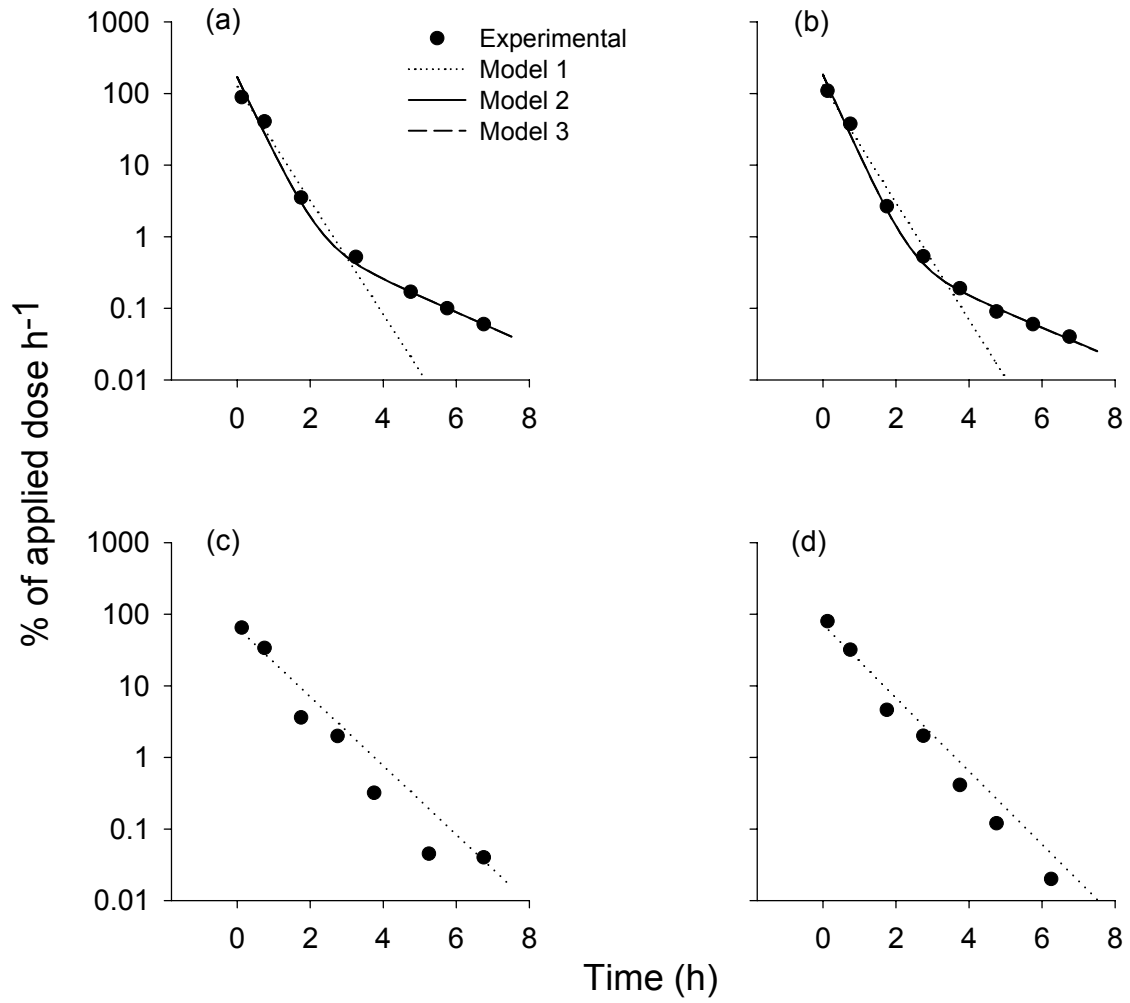 (a)
Experimental
Model 1
Model 2
Model 3
1000
100
10
1
0.1
0.01
0 2 4 6 8
(b)
0 2 4 6 8
% of applied dose h-1
(c)
1000
100
10
1
0.1
0.01
0 2 4 6 8
(d)
0 2 4 6 8
Time (h)